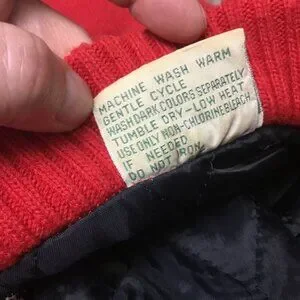 MACHINE WASH WARM
GENTLE CYCLE
WASH DARK COLORS SEPARATELY
TUMBLE DRY-LOW HEAT
USE ONLY NON-CHLORINE BLEACH
IF NEEDED
DO NOT IRON